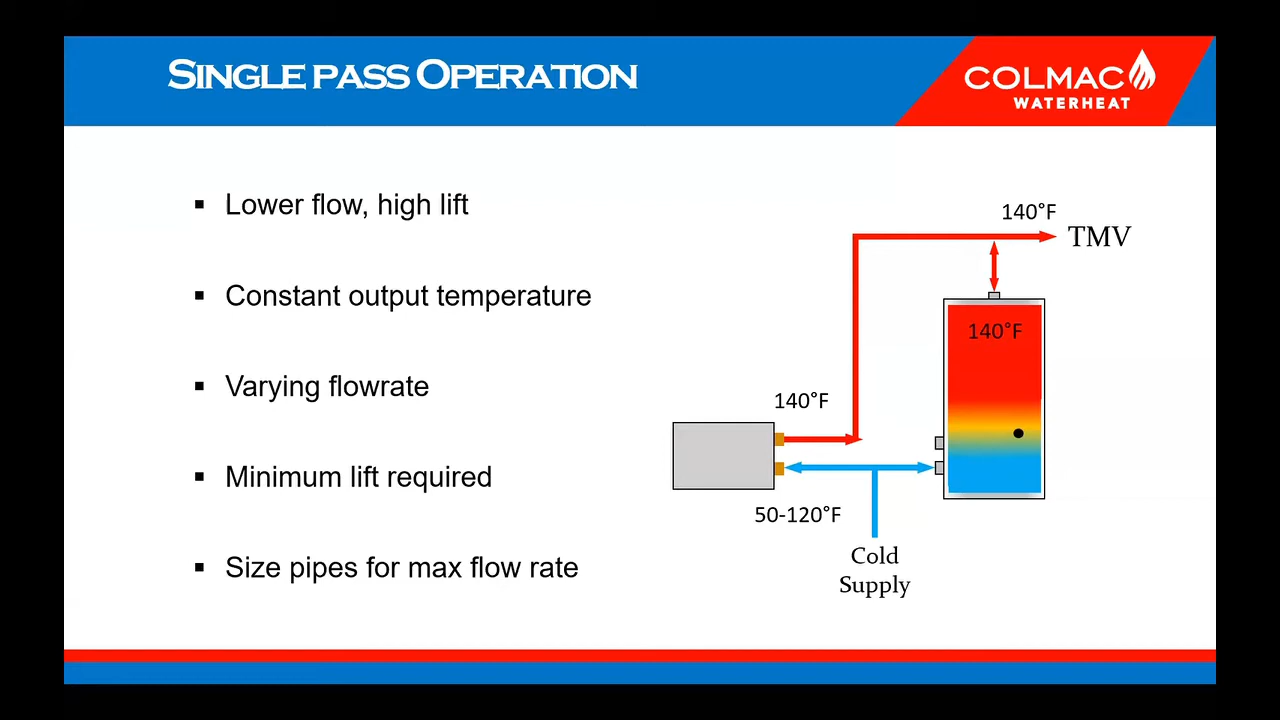 SINGLE PASS OPERATION
COLMAC
WATERHEAT
Lower flow, high lift
Constant output temperature
Varying flowrate
Minimum lift required
Size pipes for max flow rate
140°F
TMV
140°F
140°F
50-120°F
Cold
Supply